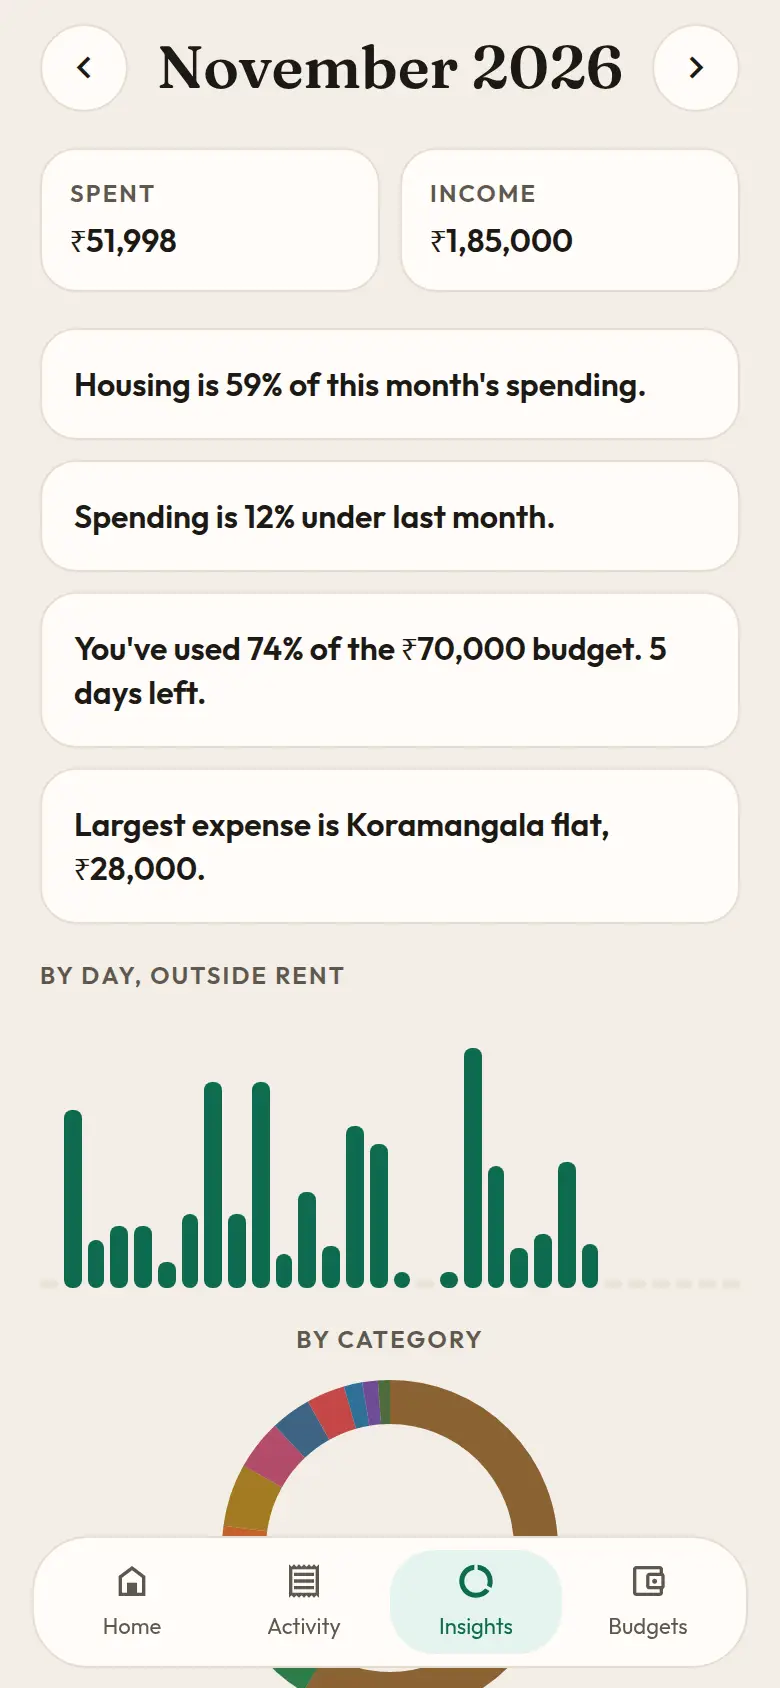 November 2026
SPENT
₹51,998
INCOME
₹1,85,000
Housing is 59% of this month's spending.
Spending is 12% under last month.
You've used 74% of the ₹70,000 budget. 5
days left.
Largest expense is Koramangala flat,
₹28,000.
BY DAY, OUTSIDE RENT
BY CATEGORY
Home
Activity
Insights
Budgets